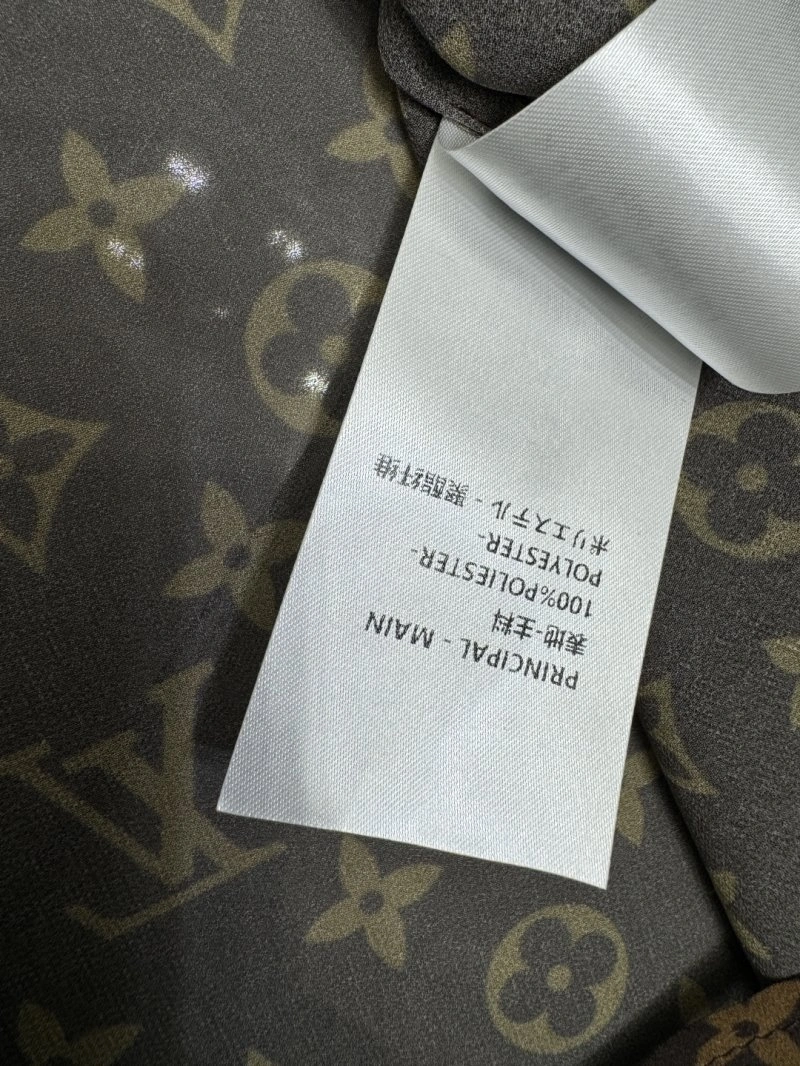 PRINCIPAL - MAIN
表地-主料
100%POLIESTER-
POLYESTER-
ポリエステル - 聚酯纤维